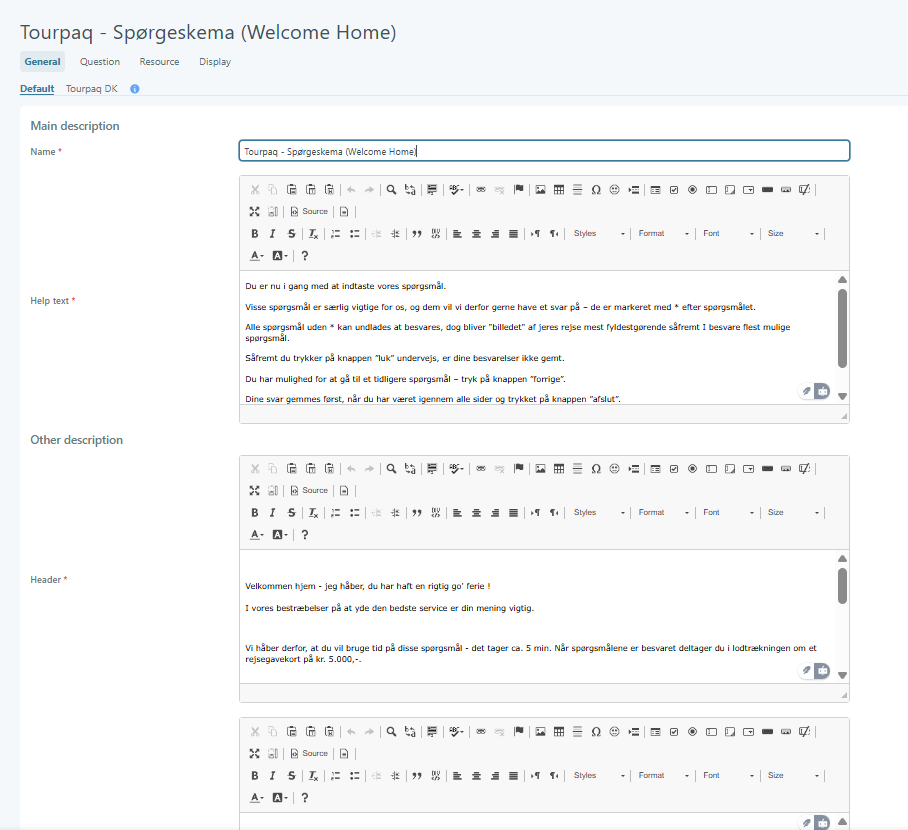 Tourpaq - Spørgeskema (Welcome Home)
General Question Resource Display
Default Tourpaq DK
Main description
Name *
Tourpaq - Spørgeskema (Welcome Home)
Source
Styles Format Font Size
Help text *
Du er nu i gang med at indtaste vores spørgsmål.
Visse spørgsmål er særlig vigtige for os, og dem vil vi derfor gerne have et svar på – de er markeret med * efter spørgsmålet.
Alle spørgsmål uden * kan undlades at besvares, dog bliver "billedet" af jeres rejse mest fyldestgørende såfremt I besvare flest mulige
spørgsmål.
Såfremt du trykker på knappen "luk" undervejs, er dine besvarelser ikke gemt.
Du har mulighed for at gå til et tidligere spørgsmål – tryk på knappen "forrige".
Dine svar gemmes først, når du har været igennem alle sider og trykket på knappen "afslut".
Other description
Source
Styles Format Font Size
Header *
Velkommen hjem - jeg håber, du har haft en rigtig go' ferie !
I vores bestræbelser på at yde den bedste service er din mening vigtig.
Vi håber derfor, at du vil bruge tid på disse spørgsmål - det tager ca. 5 min. Når spørgsmålene er besvaret deltager du i lodtrækningen om et
rejsegavekort på kr. 5.000,-.
Source
Styles Format Font Size